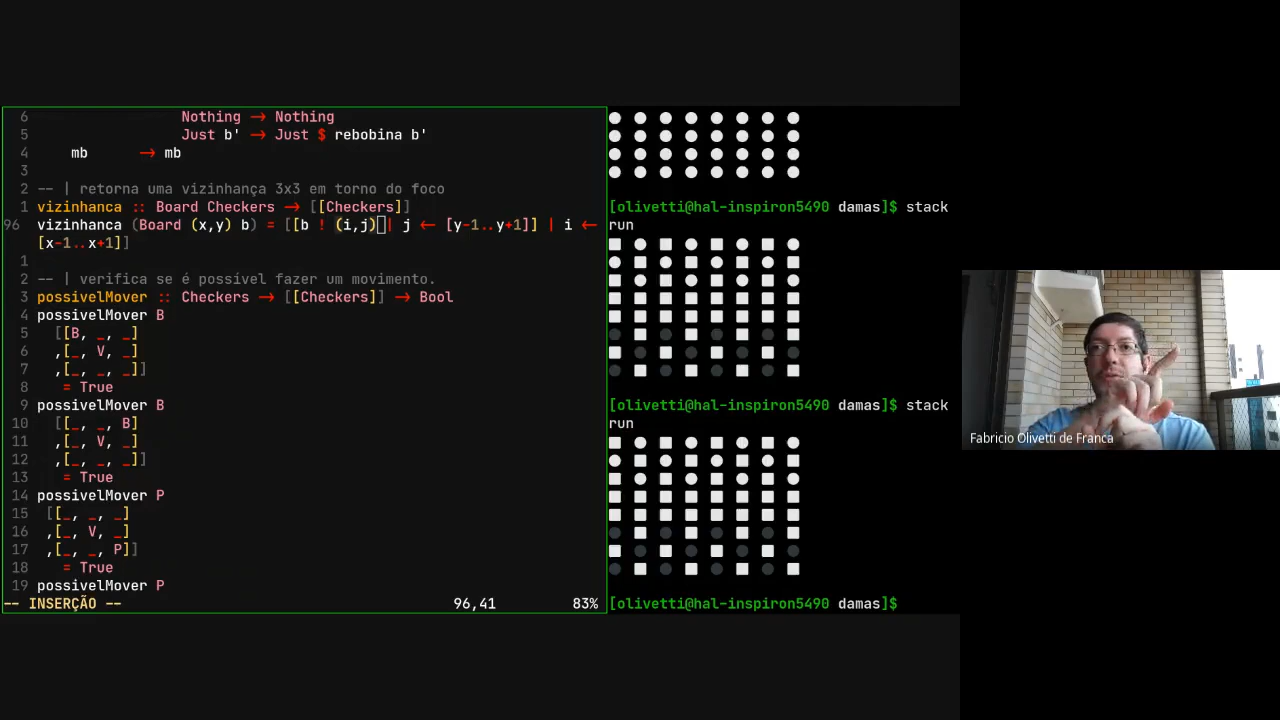 6 Nothing → Nothing
5 Just b' → Just $ rebobina b'
4 mb → mb
3
2 -- | retorna uma vizinhança 3x3 em torno do foco
1 vizinhanca :: Board Checkers → [[Checkers]]
96 vizinhanca (Board (x,y) b) = [[b ! (i,j) | j ← [y-1..y+1]] | i ←
[x-1..x+1]]
1
2 -- | verifica se é possivel fazer um movimento.
3 possivelMover :: Checkers → [[Checkers]] → Bool
4 possivelMover B
5 [[B, _, _]
6 ,[_, V, _]
7 ,[_, _, _]]
8 = True
9 possivelMover B
10 [[_, _, B]
11 ,[_, V, _]
12 ,[_, _, _]]
13 = True
14 possivelMover P
15 [[_, _, _]
16 ,[_, V, _]
17 ,[_, _, P]]
18 = True
19 possivelMover P
-- INSERÇÃO -- 96,41 83%
[olivetti@hal-inspiron5490 damas]$ stack
run
[olivetti@hal-inspiron5490 damas]$ stack
run
[olivetti@hal-inspiron5490 damas]$
Fabricio Olivetti de Franca